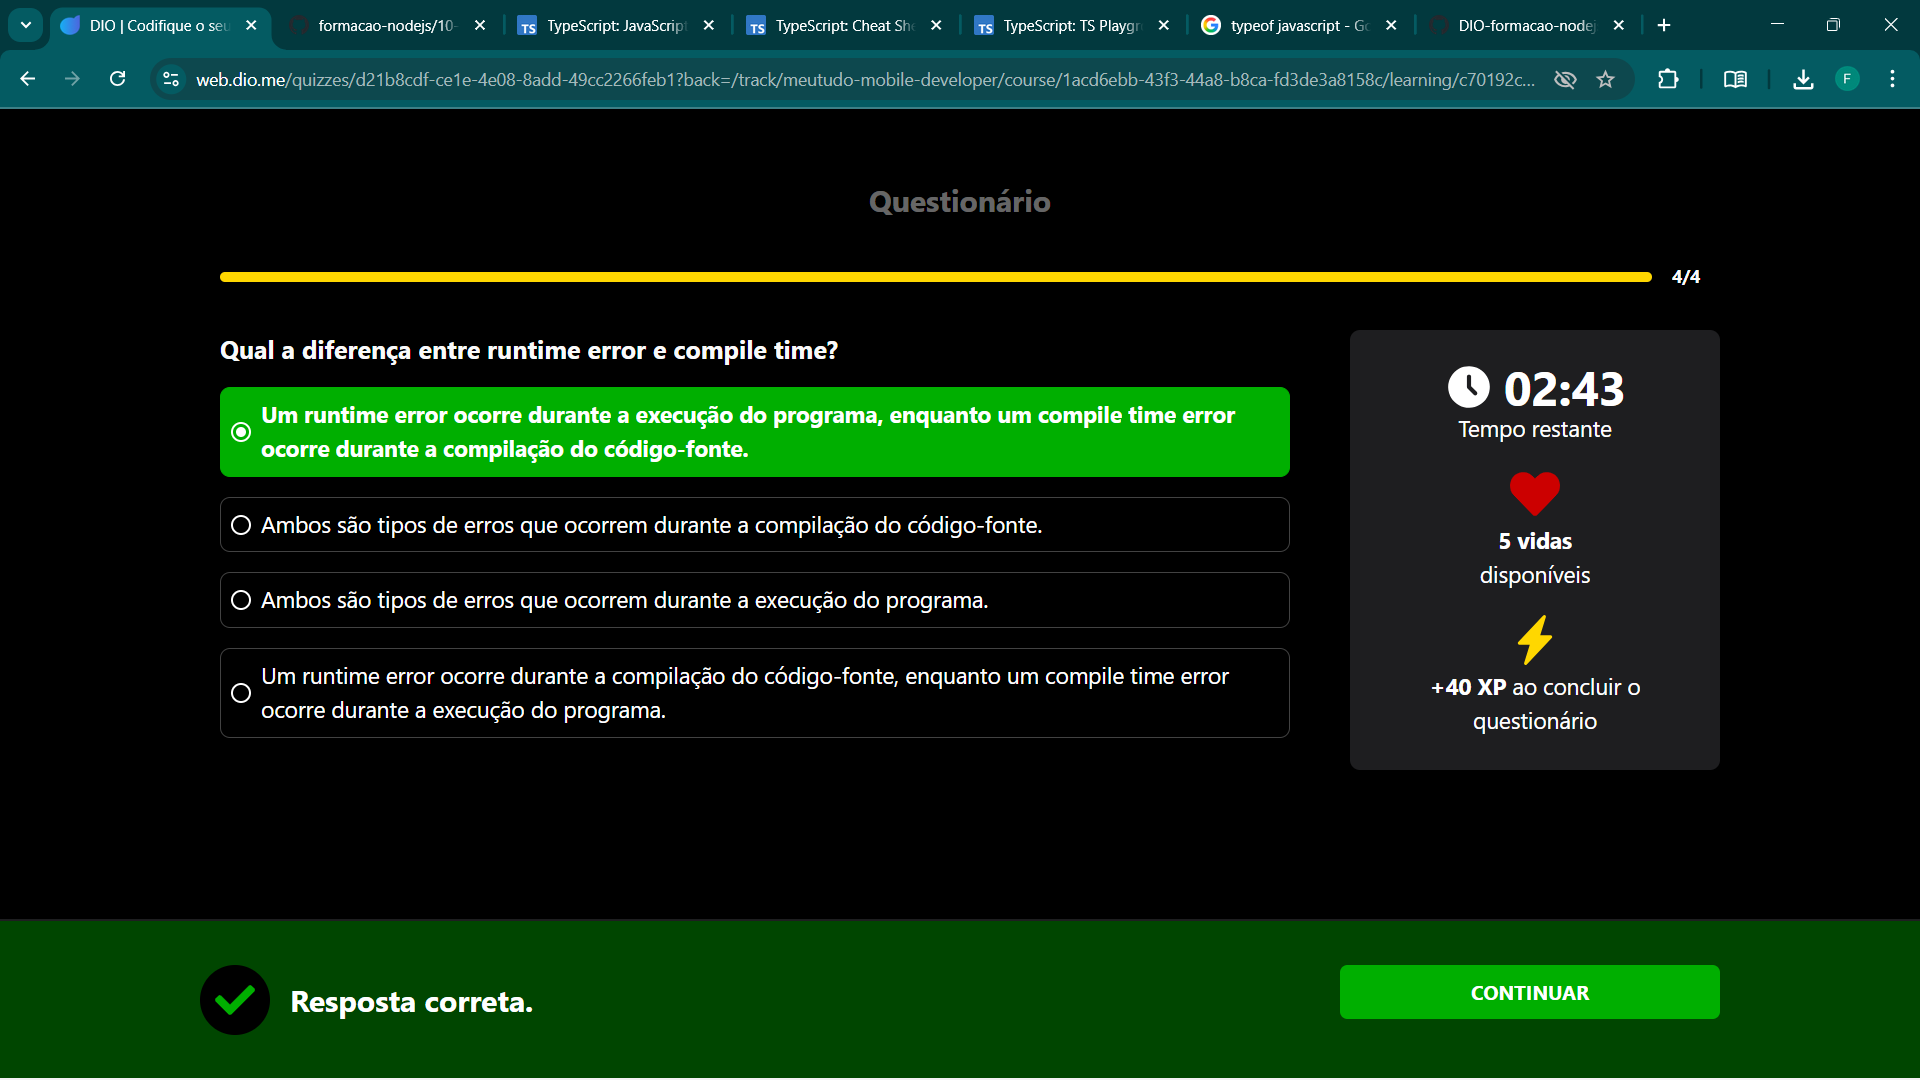 DIO | Codifique o seu
formacao-nodejs/10-
TypeScript: JavaScript
TypeScript: Cheat She
TypeScript: TS Playgr
typeof javascript - Go
DIO-formacao-nodej
web.dio.me/quizzes/d21b8cdf-ce1e-4e08-8add-49cc2266feb1?back=/track/meutudo-mobile-developer/course/1acd6ebb-43f3-44a8-b8ca-fd3de3a8158c/learning/c70192c...
F
Questionário
4/4
Qual a diferença entre runtime error e compile time?
Um runtime error ocorre durante a execução do programa, enquanto um compile time error
ocorre durante a compilação do código-fonte.
Ambos são tipos de erros que ocorrem durante a compilação do código-fonte.
Ambos são tipos de erros que ocorrem durante a execução do programa.
Um runtime error ocorre durante a compilação do código-fonte, enquanto um compile time error
ocorre durante a execução do programa.
02:43
Tempo restante
5 vidas
disponíveis
+40 XP ao concluir o
questionário
Resposta correta.
CONTINUAR